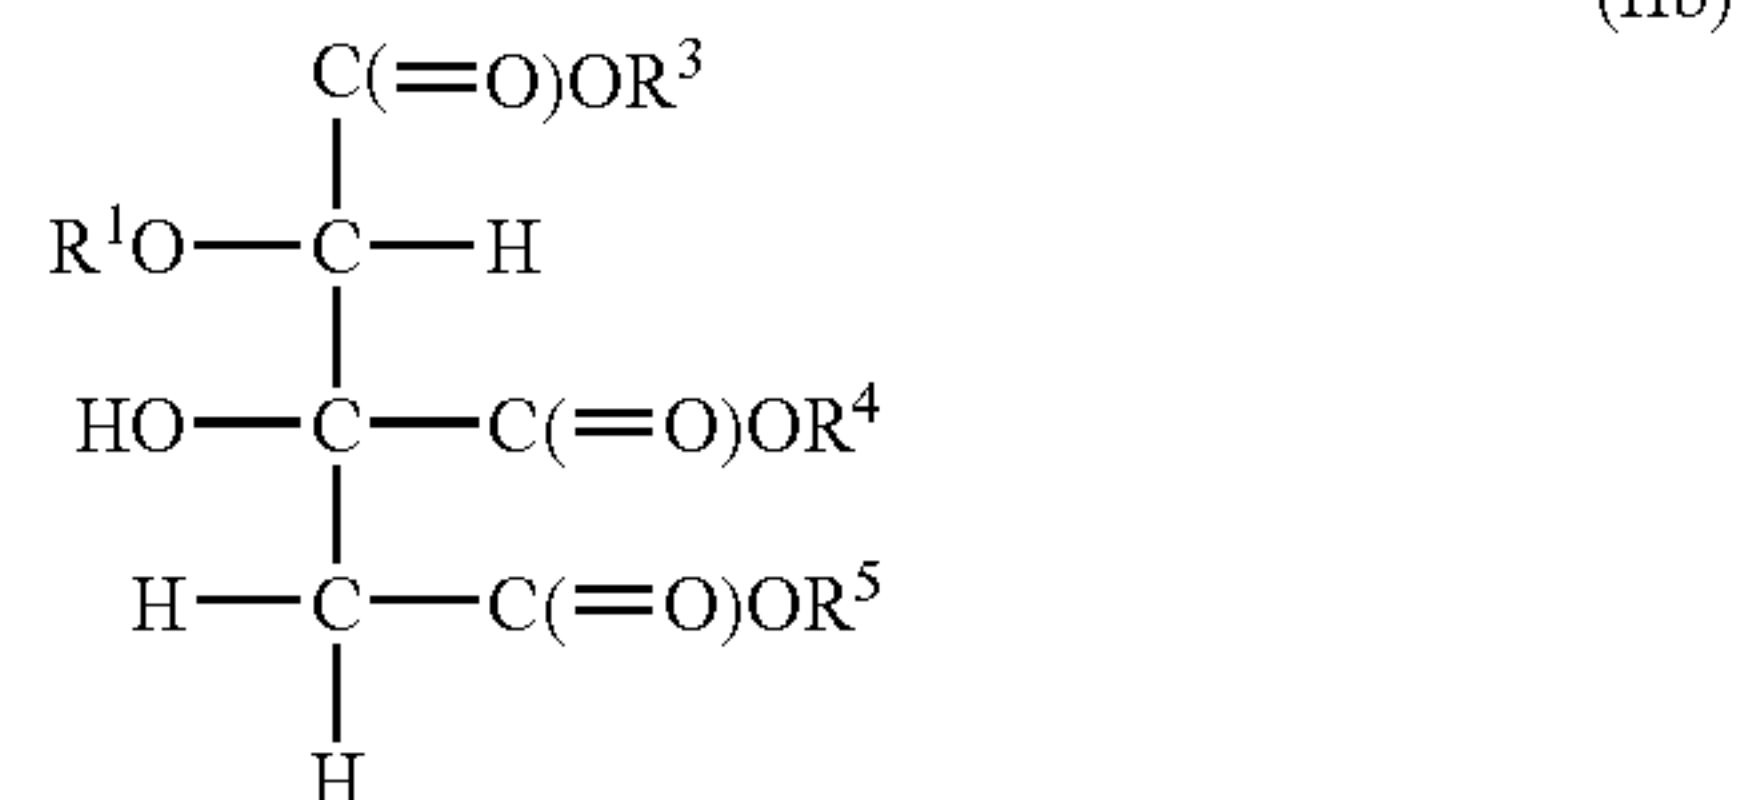 (IIb)
C(=O)OR³
R¹O—C—H
HO—C—C(=O)OR⁴
H—C—C(=O)OR⁵
H